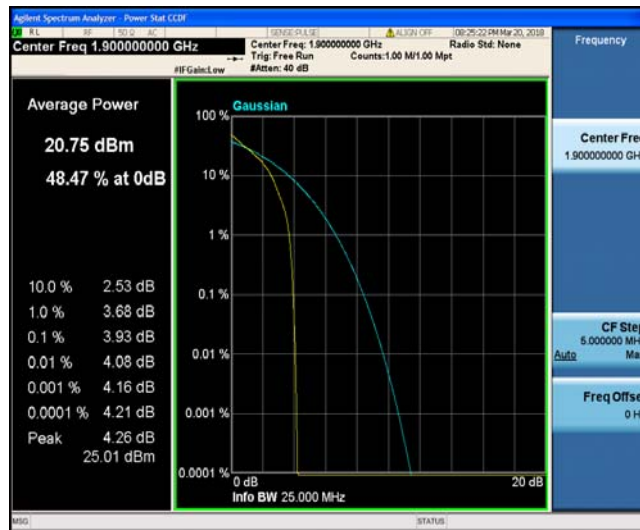 Agilent Spectrum Analyzer - Power Stat CCDF
RL RF 50 Ω AC SENSE:PULSE ALIGN OFF 08:25:22 PM Mar 20, 2018
Center Freq 1.900000000 GHz
Center Freq: 1.900000000 GHz Radio Std: None
Trig: Free Run Counts:1.00 M/1.00 Mpt
#IFGain:Low #Atten: 40 dB
Frequency
Average Power
20.75 dBm
48.47 % at 0dB
10.0 % 2.53 dB
1.0 % 3.68 dB
0.1 % 3.93 dB
0.01 % 4.08 dB
0.001 % 4.16 dB
0.0001 % 4.21 dB
Peak 4.26 dB
25.01 dBm
Gaussian
100 %
10 %
1 %
0.1 %
0.01 %
0.001 %
0.0001 %
0 dB 20 dB
Info BW 25.000 MHz
Center Fre
1.900000000 GH
CF Step
5.000000 MH
Auto Ma
Freq Offse
0 H
MSG STATUS